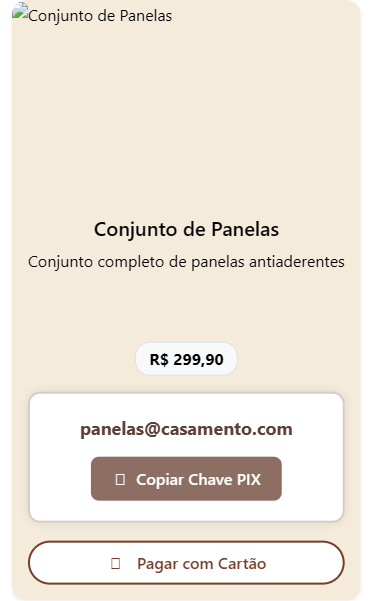 Conjunto de Panelas
Conjunto de Panelas
Conjunto completo de panelas antiaderentes
R$ 299,90
panelas@casamento.com
Copiar Chave PIX
Pagar com Cartão